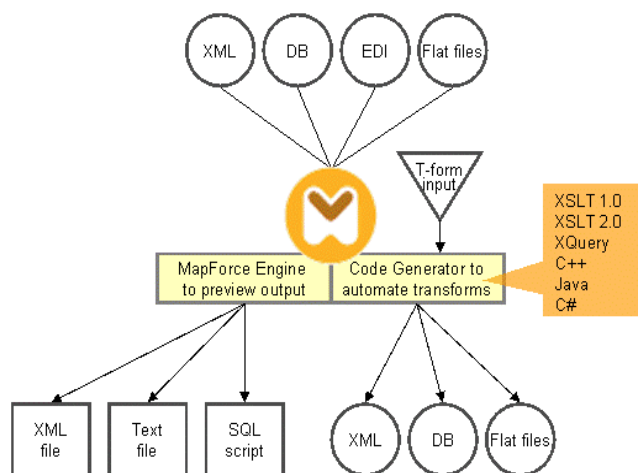 XML
DB
EDI
Flat files
T-form
input
XSLT 1.0
XSLT 2.0
XQuery
C++
Java
C#
MapForce Engine
to preview output
Code Generator to
automate transforms
XML
file
Text
file
SQL
script
XML
DB
Flat files